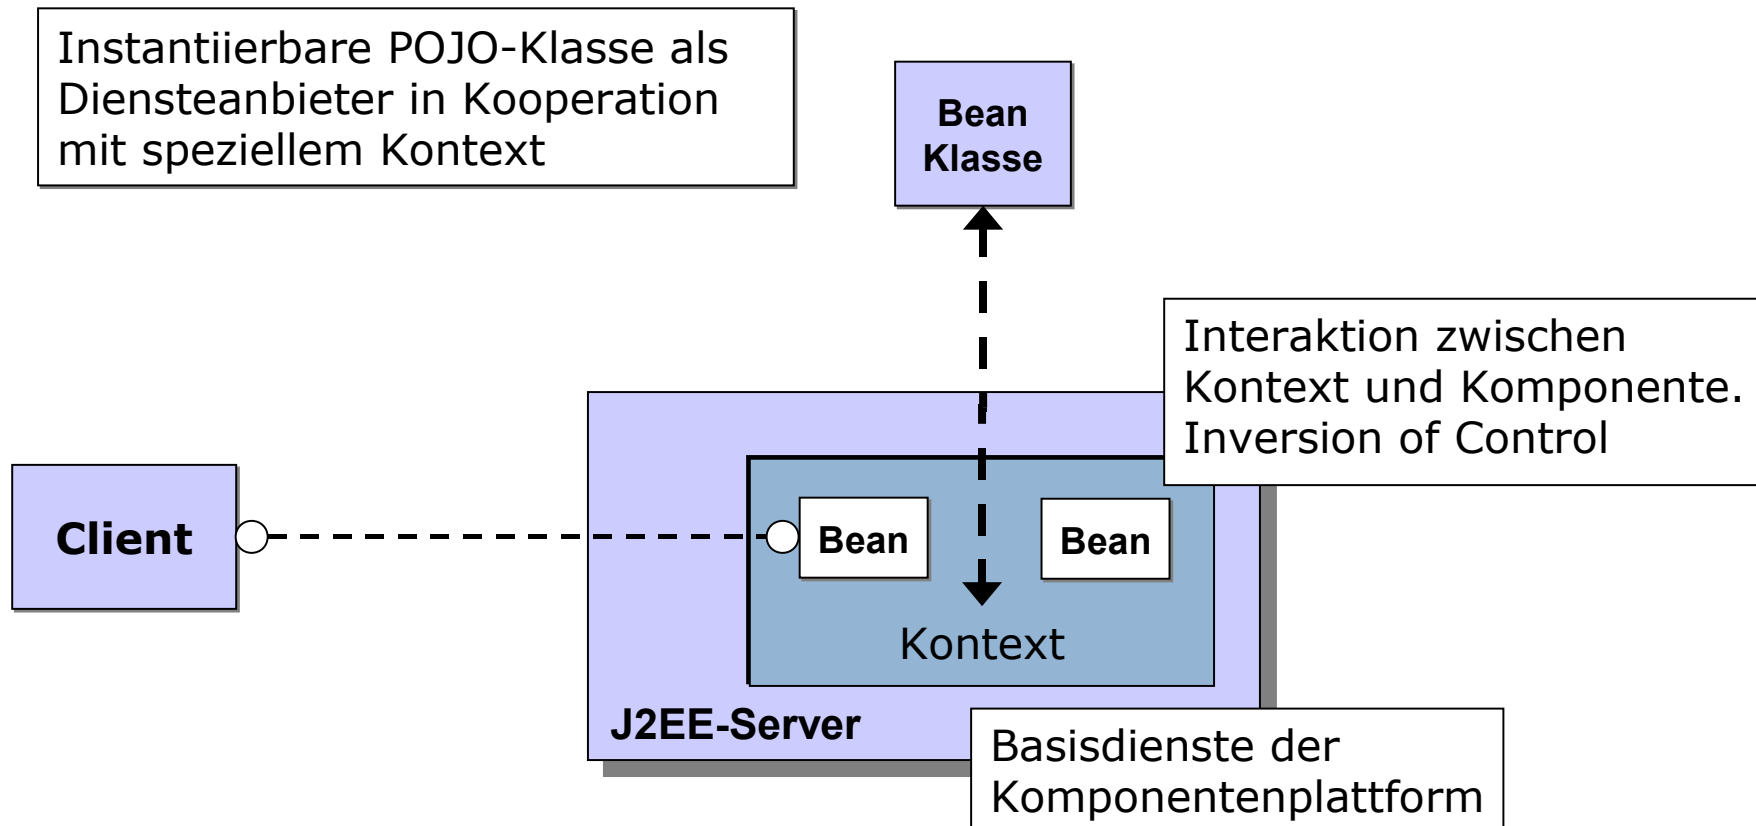 Instantiierbare POJO-Klasse als
Diensteanbieter in Kooperation
mit speziellem Kontext
Bean
Klasse
Interaktion zwischen
Kontext und Komponente.
Inversion of Control
Client
Bean
Bean
Kontext
J2EE-Server
Basisdienste der
Komponentenplattform